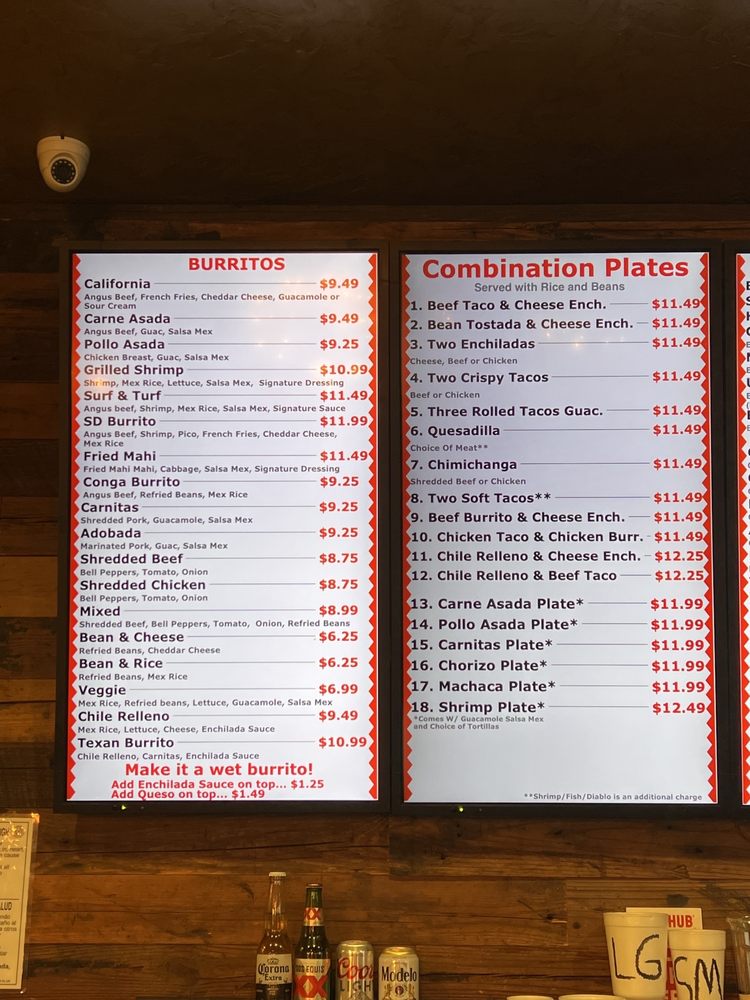 BURRITOS
California $9.49
Angus Beef, French Fries, Cheddar Cheese, Guacamole or
Sour Cream
Carne Asada $9.49
Angus Beef, Guac, Salsa Mex
Pollo Asada $9.25
Chicken Breast, Guac, Salsa Mex
Grilled Shrimp $10.99
Shrimp, Mex Rice, Lettuce, Salsa Mex, Signature Dressing
Surf & Turf $11.49
Angus beef, Shrimp, Mex Rice, Salsa Mex, Signature Sauce
SD Burrito $11.99
Angus Beef, Shrimp, Pico, French Fries, Cheddar Cheese,
Mex Rice
Fried Mahi $11.49
Fried Mahi Mahi, Cabbage, Salsa Mex, Signature Dressing
Conga Burrito $9.25
Angus Beef, Refried Beans, Mex Rice
Carnitas $9.25
Shredded Pork, Guacamole, Salsa Mex
Adobada $9.25
Marinated Pork, Guac, Salsa Mex
Shredded Beef $8.75
Bell Peppers, Tomato, Onion
Shredded Chicken $8.75
Bell Peppers, Tomato, Onion
Mixed $8.99
Shredded Beef, Bell Peppers, Tomato, Onion, Refried Beans
Bean & Cheese $6.25
Refried Beans, Cheddar Cheese
Bean & Rice $6.25
Refried Beans, Mex Rice
Veggie $6.99
Mex Rice, Refried beans, Lettuce, Guacamole, Salsa Mex
Chile Relleno $9.49
Mex Rice, Lettuce, Cheese, Enchilada Sauce
Texan Burrito $10.99
Chile Relleno, Carnitas, Enchilada Sauce
Make it a wet burrito!
Add Enchilada Sauce on top... $1.25
Add Queso on top... $1.49
Combination Plates
Served with Rice and Beans
1. Beef Taco & Cheese Ench. $11.49
2. Bean Tostada & Cheese Ench. $11.49
3. Two Enchiladas $11.49
Cheese, Beef or Chicken
4. Two Crispy Tacos $11.49
Beef or Chicken
5. Three Rolled Tacos Guac. $11.49
6. Quesadilla $11.49
Choice Of Meat**
7. Chimichanga $11.49
Shredded Beef or Chicken
8. Two Soft Tacos** $11.49
9. Beef Burrito & Cheese Ench. $11.49
10. Chicken Taco & Chicken Burr. $11.49
11. Chile Relleno & Cheese Ench. $12.25
12. Chile Relleno & Beef Taco $12.25
13. Carne Asada Plate* $11.99
14. Pollo Asada Plate* $11.99
15. Carnitas Plate* $11.99
16. Chorizo Plate* $11.99
17. Machaca Plate* $11.99
18. Shrimp Plate* $12.49
*Comes W/ Guacamole Salsa Mex
and Choice of Tortillas
**Shrimp/Fish/Diablo is an additional charge
Corona
Extra
XX
EQUIS
XX
Coors
LIGHT
Modelo
HUB
LG
SM